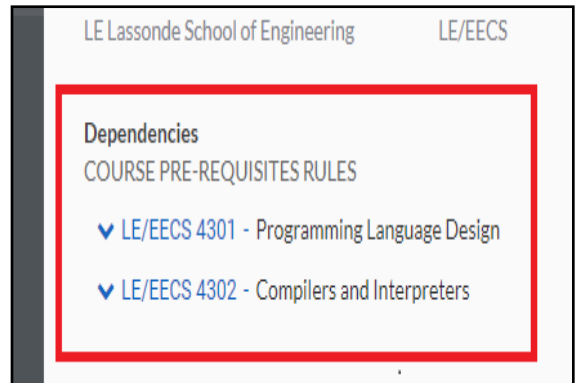 LE Lassonde School of Engineering LE/EECS
Dependencies
COURSE PRE-REQUISITES RULES
LE/EECS 4301 - Programming Language Design
LE/EECS 4302 - Compilers and Interpreters